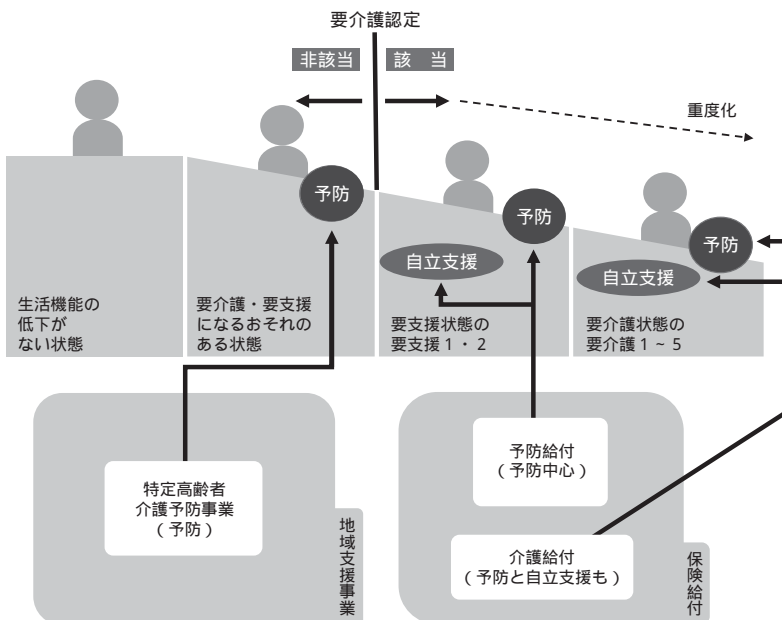 要介護認定
非該当
該　当
重度化
予防
予防
予防
自立支援
自立支援
生活機能の
低下が
ない状態
要介護・要支援
になるおそれの
ある状態
要支援状態の
要支援１・２
要介護状態の
要介護１～５
特定高齢者
介護予防事業
（予防）
地域支援事業
予防給付
（予防中心）
介護給付
（予防と自立支援も）
保険給付